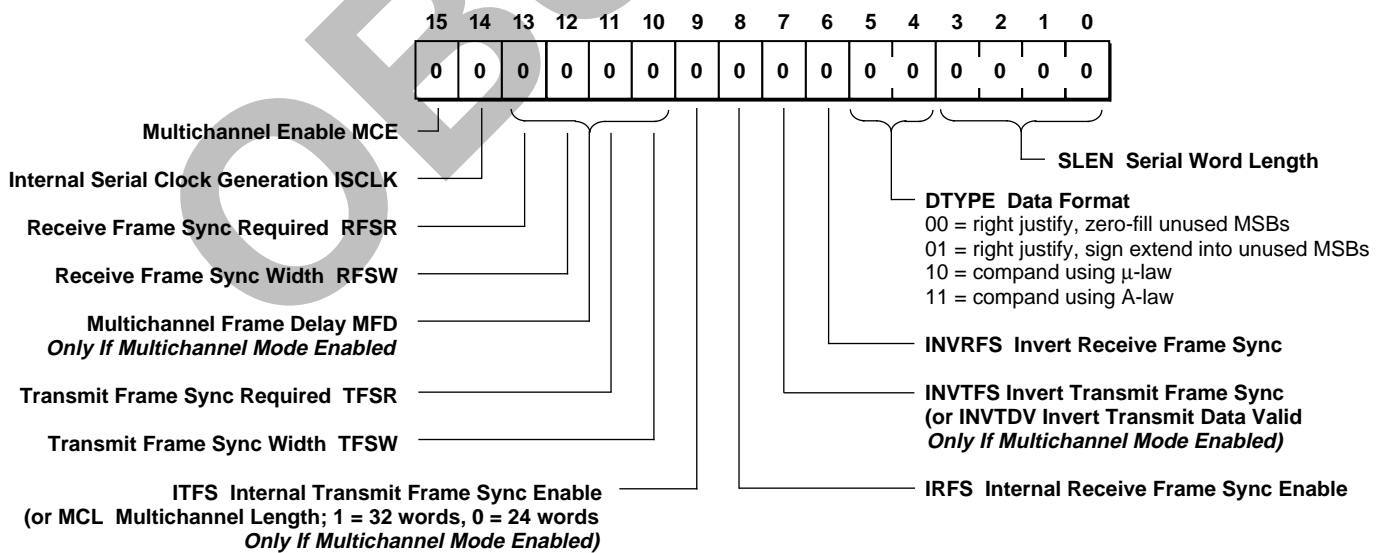 15 14 13 12 11 10 9 8 7 6 5 4 3 2 1 0
0 0 0 0 0 0 0 0 0 0 0 0 0 0 0 0
Multichannel Enable MCE
Internal Serial Clock Generation ISCLK
Receive Frame Sync Required RFSR
Receive Frame Sync Width RFSW
Multichannel Frame Delay MFD
Only If Multichannel Mode Enabled
Transmit Frame Sync Required TFSR
Transmit Frame Sync Width TFSW
ITFS Internal Transmit Frame Sync Enable
(or MCL Multichannel Length; 1 = 32 words, 0 = 24 words
Only If Multichannel Mode Enabled)
SLEN Serial Word Length
DTYPE Data Format
00 = right justify, zero-fill unused MSBs
01 = right justify, sign extend into unused MSBs
10 = compand using μ-law
11 = compand using A-law
INVRFS Invert Receive Frame Sync
INVTFS Invert Transmit Frame Sync
(or INVTDV Invert Transmit Data Valid
Only If Multichannel Mode Enabled)
IRFS Internal Receive Frame Sync Enable